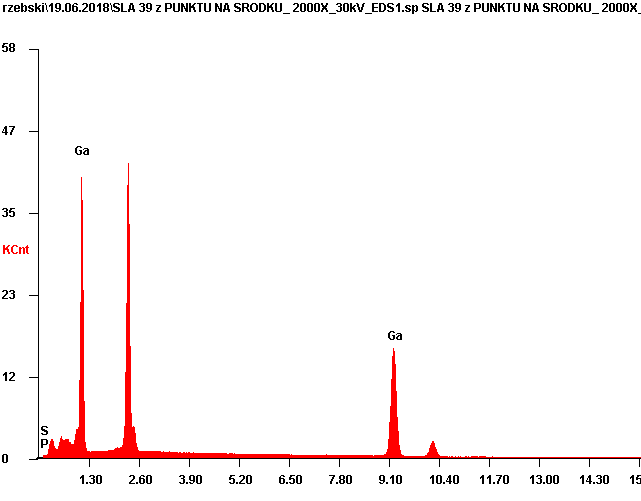 rzebski\19.06.2018\SLA 39 z PUNKTU NA SRODKU_ 2000X_30kV_EDS1.sp SLA 39 z PUNKTU NA SRODKU_ 2000X_
58
47
Ga
35
KCnt
23
Ga
12
S
P
0
1.30 2.60 3.90 5.20 6.50 7.80 9.10 10.40 11.70 13.00 14.30 15